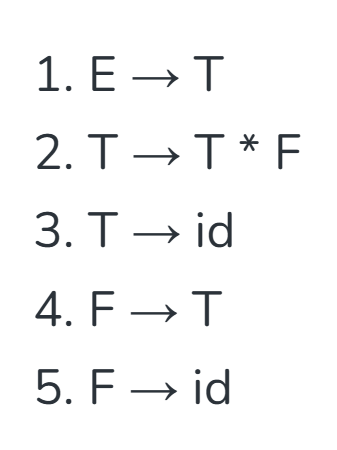 1. E → T
2. T → T * F
3. T → id
4. F → T
5. F → id